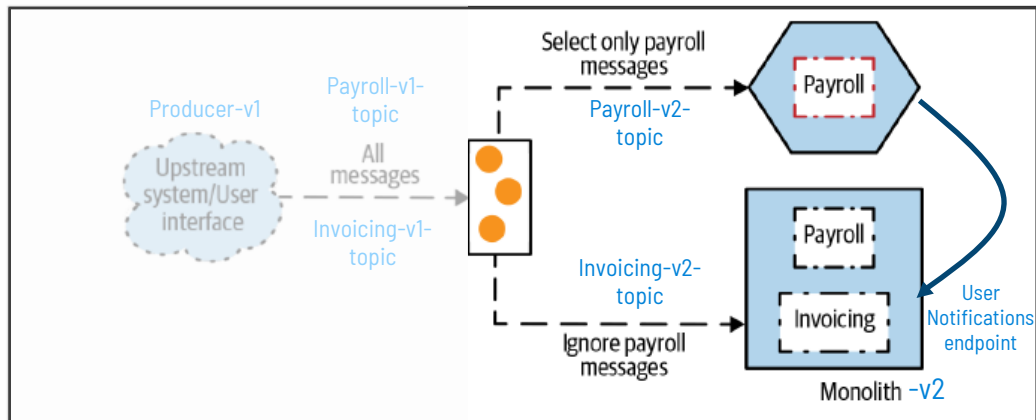 Producer-v1
Upstream
system/User
interface
Payroll-v1-
topic
All
messages
Invoicing-v1-
topic
Select only payroll
messages
Payroll-v2-
topic
Payroll
Invoicing-v2-
topic
Ignore payroll
messages
Payroll
Invoicing
Monolith -v2
User
Notifications
endpoint